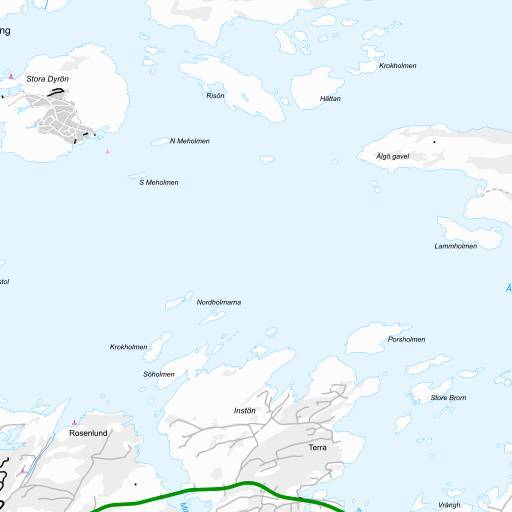 ng
Krokholmen
Stora Dyrön
Risön
Hättan
N Meholmen
Älgö gavel
S Meholmen
Lammholmen
stol
Ä
Nordholmarna
Porsholmen
Krokholmen
Söholmen
Store Brorn
Instön
Rosenlund
Terra
Vrångh.